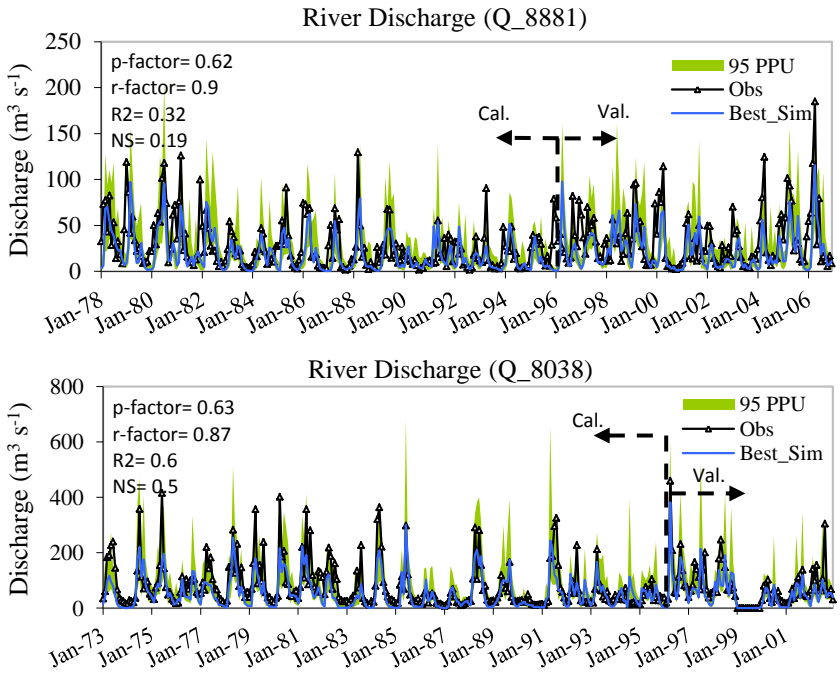 River Discharge (Q_8881)
Discharge (m³ s⁻¹)
250
200
150
100
50
0
p-factor= 0.62
r-factor= 0.9
R2= 0.32
NS= 0.19
95 PPU
Obs
Best_Sim
Cal.
Val.
Jan-78
Jan-80
Jan-82
Jan-84
Jan-86
Jan-88
Jan-90
Jan-92
Jan-94
Jan-96
Jan-98
Jan-00
Jan-02
Jan-04
Jan-06
River Discharge (Q_8038)
Discharge (m³ s⁻¹)
800
600
400
200
0
p-factor= 0.63
r-factor= 0.87
R2= 0.6
NS= 0.5
95 PPU
Obs
Best_Sim
Cal.
Val.
Jan-73
Jan-75
Jan-77
Jan-79
Jan-81
Jan-83
Jan-85
Jan-87
Jan-89
Jan-91
Jan-93
Jan-95
Jan-97
Jan-99
Jan-01